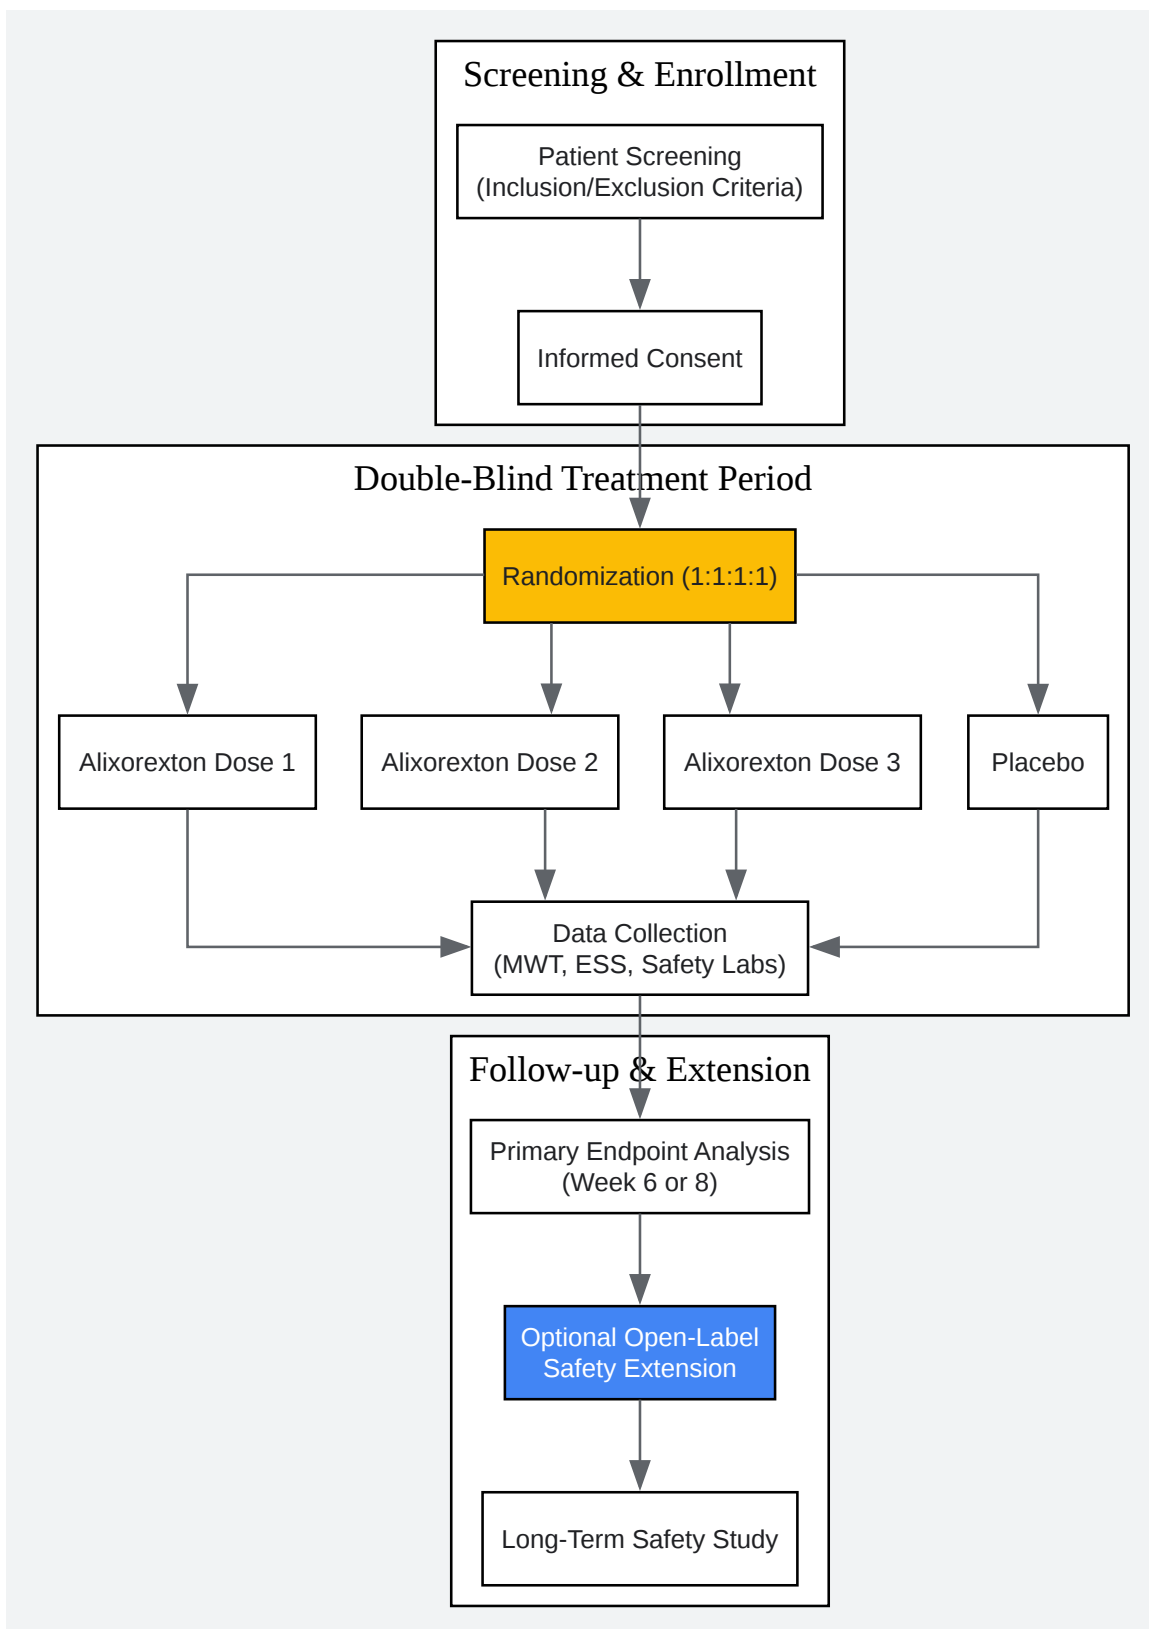 Screening & Enrollment
Patient Screening
(Inclusion/Exclusion Criteria)
Informed Consent
Double-Blind Treatment Period
Randomization (1:1:1:1)
Alixorexton Dose 1
Alixorexton Dose 2
Alixorexton Dose 3
Placebo
Data Collection
(MWT, ESS, Safety Labs)
Follow-up & Extension
Primary Endpoint Analysis
(Week 6 or 8)
Optional Open-Label
Safety Extension
Long-Term Safety Study